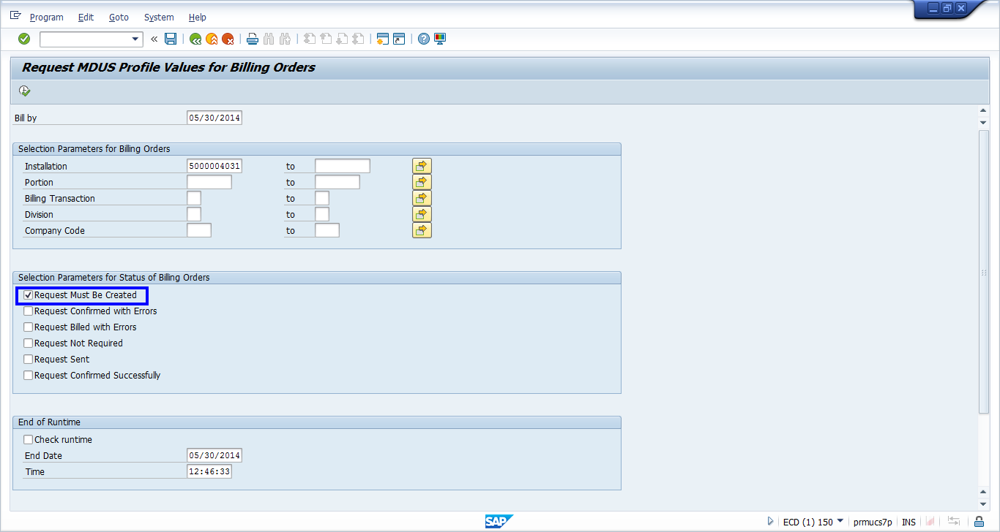 Program Edit Goto System Help
Request MDUS Profile Values for Billing Orders
Bill by 05/30/2014
Selection Parameters for Billing Orders
Installation 5000004031 to
Portion to
Billing Transaction to
Division to
Company Code to
Selection Parameters for Status of Billing Orders
Request Must Be Created
Request Confirmed with Errors
Request Billed with Errors
Request Not Required
Request Sent
Request Confirmed Successfully
End of Runtime
Check runtime
End Date 05/30/2014
Time 12:46:33
SAP ECD (1) 150 prmucs7p INS